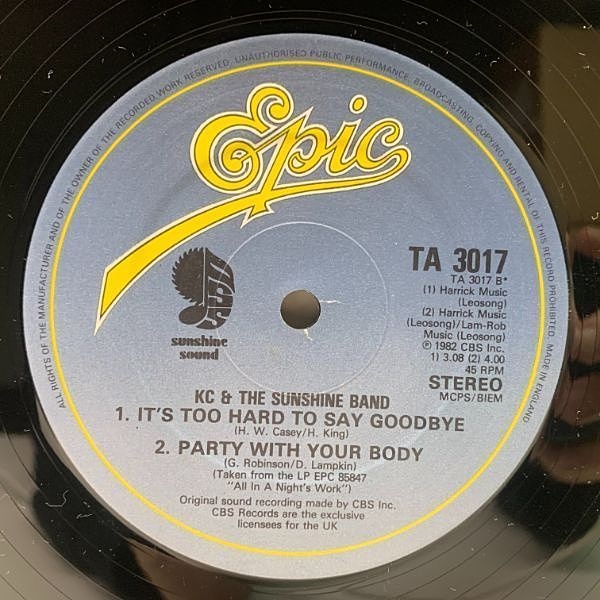 ALL RIGHTS OF THE MANUFACTURER AND OF THE OWNER OF THE RECORDED WORK RESERVED. UNAUTHORISED PUBLIC PERFORMANCE, BROADCASTING, COPYING AND RENTAL OF THIS RECORD PROHIBITED. MADE IN ENGLAND
Epic
sunshine
sound
TA 3017
TA 3017 B*
(1) Harrick Music
(Leosong)
(2) Harrick Music
(Leosong)/Lam-Rob
Music (Leosong)
℗ 1982 CBS Inc.
1) 3.08 (2) 4.00
45 RPM
STEREO
MCPS/BIEM
KC & THE SUNSHINE BAND
1. IT'S TOO HARD TO SAY GOODBYE
(H. W. Casey/H. King)
2. PARTY WITH YOUR BODY
(G. Robinson/D. Lampkin)
(Taken from the LP EPC 85847
"All In A Night's Work")
Original sound recording made by CBS Inc.
CBS Records are the exclusive
licensees for the UK